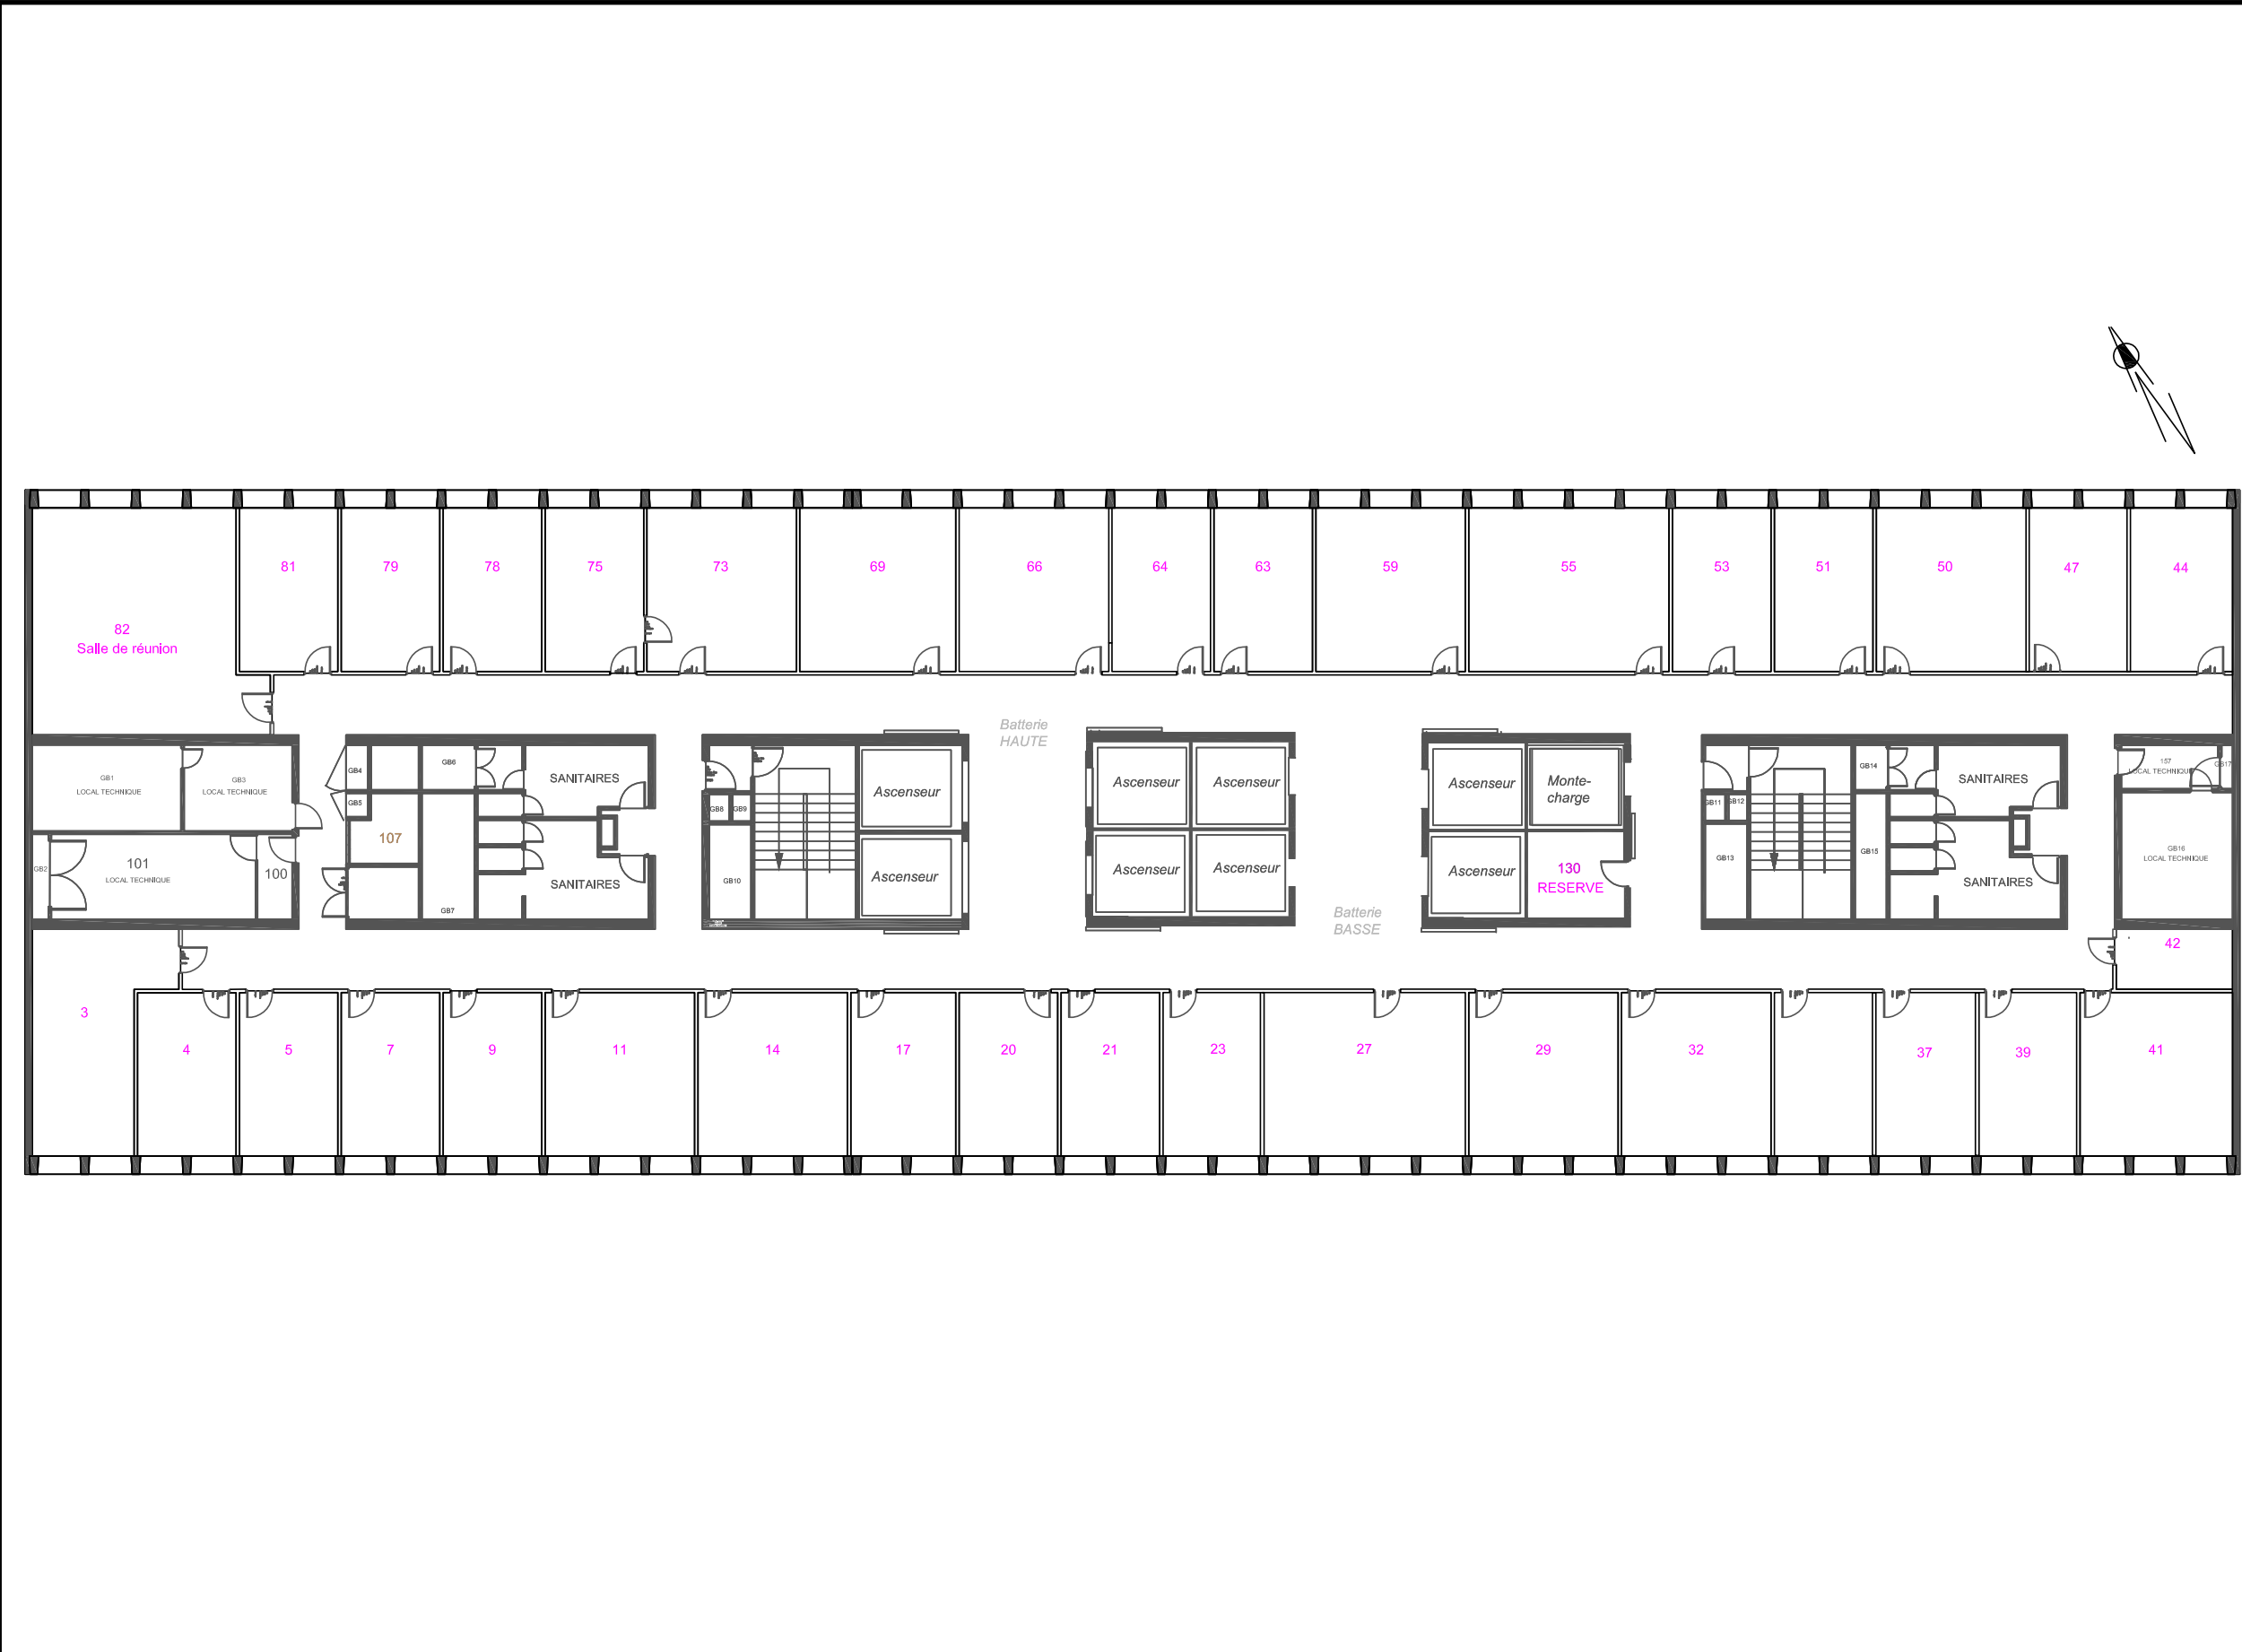 81
79
78
75
73
69
66
64
63
59
55
53
51
50
47
44
82
Salle de réunion
Batterie
HAUTE
GB1
LOCAL TECHNIQUE
GB3
LOCAL TECHNIQUE
GB4
GB5
GB6
SANITAIRES
107
GB2
101
LOCAL TECHNIQUE
100
GB7
SANITAIRES
GB8
GB9
GB10
Ascenseur
Ascenseur
Ascenseur
Ascenseur
Ascenseur
Ascenseur
Ascenseur
Monte-
charge
Ascenseur
130
RESERVE
Batterie
BASSE
GB11
GB12
GB13
GB14
GB15
SANITAIRES
SANITAIRES
157
LOCAL TECHNIQUE
GB17
GB16
LOCAL TECHNIQUE
42
3
4
5
7
9
11
14
17
20
21
23
27
29
32
37
39
41